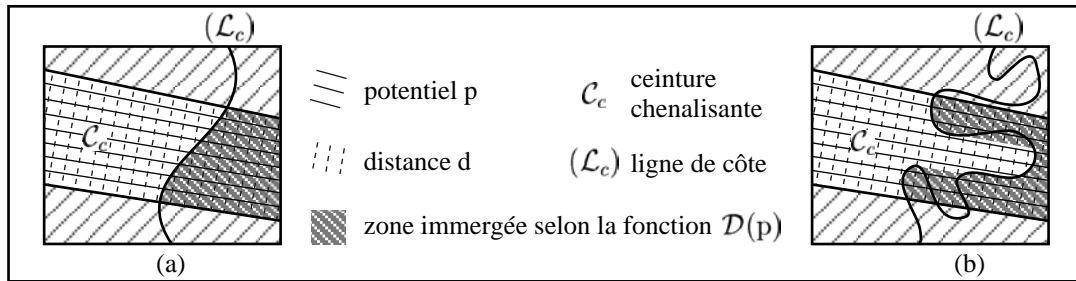 (𝓛c)
𝓒c
(a)
potentiel p
distance d
zone immergée selon la fonction 𝓓(p)
𝓒c ceinture
chenalisante
(𝓛c) ligne de côte
(𝓛c)
𝓒c
(b)